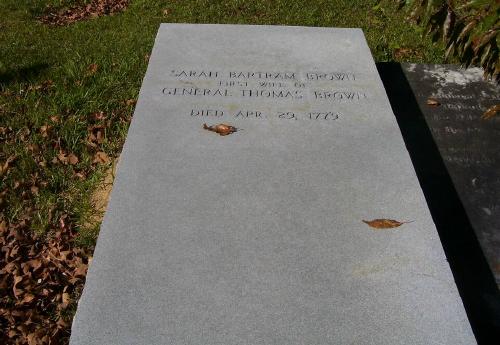 SARAH BARTRAM BROWN
FIRST WIFE OF
GENERAL THOMAS BROWN
DIED APR. 29, 1779